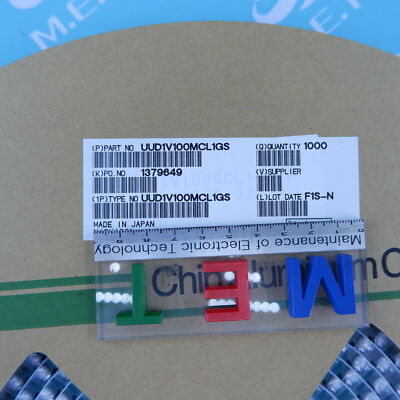 M.E.
(P)PART NO UUD1V100MCL1GS
(Q)QUANTITY 1000
(K)PO.NO 1379649
(V)SUPPLIER
(1P)TYPE NO UUD1V100MCL1GS
(L)LOT DATE F1S-N
MADE IN JAPAN
Maintenance of Electronic Technology
MET